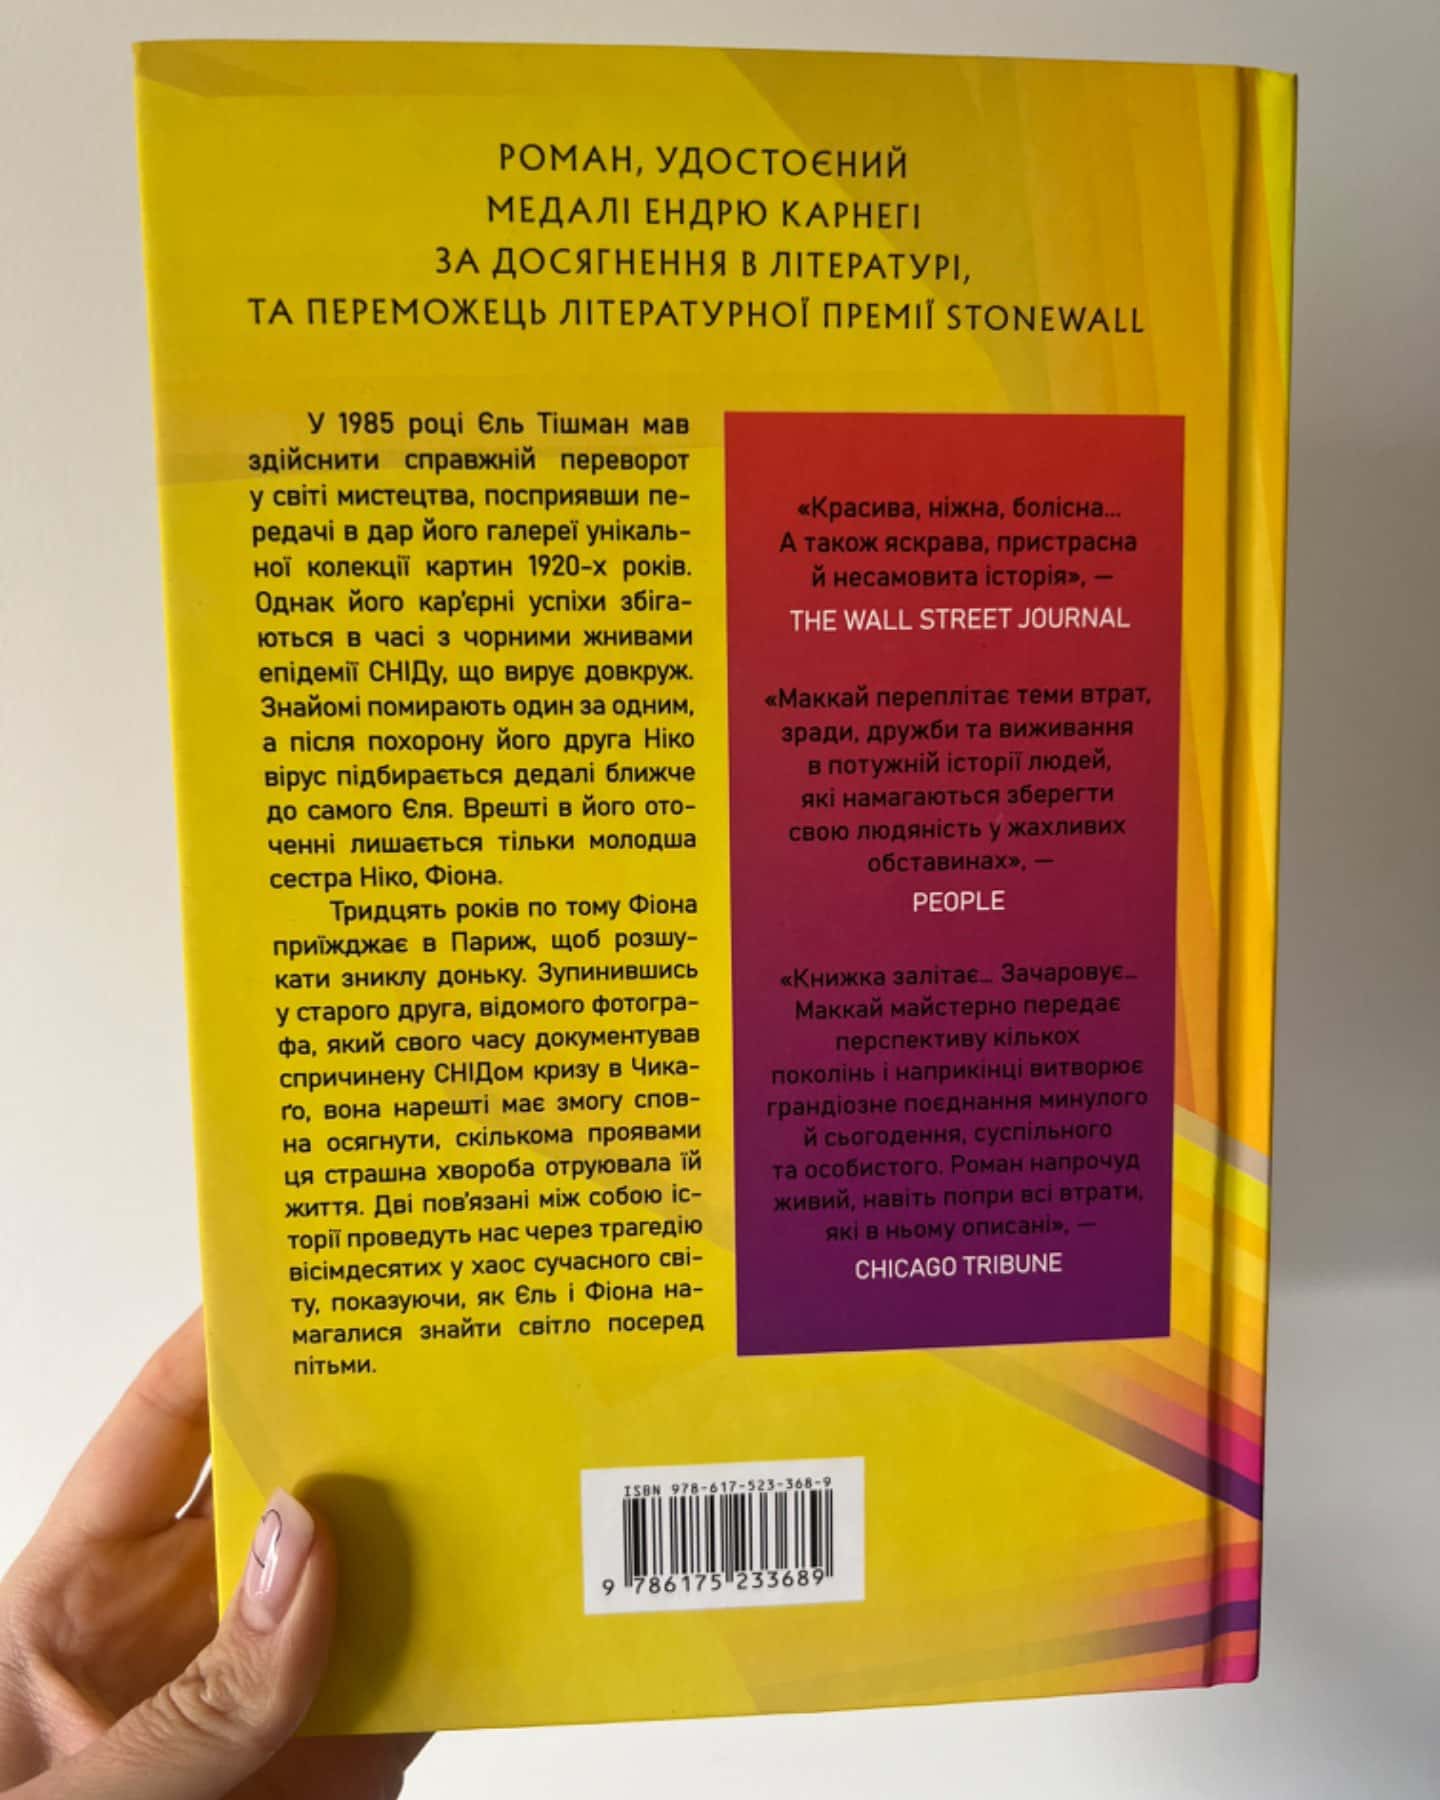 РОМАН, УДОСТОЄНИЙ
МЕДАЛІ ЕНДРЮ КАРНЕГІ
ЗА ДОСЯГНЕННЯ В ЛІТЕРАТУРІ,
ТА ПЕРЕМОЖЕЦЬ ЛІТЕРАТУРНОЇ ПРЕМІЇ STONEWALL
У 1985 році Єль Тішман мав
здійснити справжній переворот
у світі мистецтва, посприявши пе-
редачі в дар його галереї унікаль-
ної колекції картин 1920-х років.
Однак його кар'єрні успіхи збіга-
ються в часі з чорними жнивами
епідемії СНІДу, що вирує довкруж.
Знайомі помирають один за одним,
а після похорону його друга Ніко
вірус підбирається дедалі ближче
до самого Єля. Врешті в його ото-
ченні лишається тільки молодша
сестра Ніко, Фіона.
Тридцять років по тому Фіона
приїжджає в Париж, щоб розшу-
кати зниклу доньку. Зупинившись
у старого друга, відомого фотогра-
фа, який свого часу документував
спричинену СНІДом кризу в Чика-
ґо, вона нарешті має змогу спов-
на осягнути, скількома проявами
ця страшна хвороба отруювала їй
життя. Дві пов'язані між собою іс-
торії проведуть нас через трагедію
вісімдесятих у хаос сучасного сві-
ту, показуючи, як Єль і Фіона на-
магалися знайти світло посеред
пітьми.
«Красива, ніжна, болісна...
А також яскрава, пристрасна
й несамовита історія», —
THE WALL STREET JOURNAL
«Маккай переплітає теми втрат,
зради, дружби та виживання
в потужній історії людей,
які намагаються зберегти
свою людяність у жахливих
обставинах», —
PEOPLE
«Книжка залітає... Зачаровує...
Маккай майстерно передає
перспективу кількох
поколінь і наприкінці витворює
грандіозне поєднання минулого
й сьогодення, суспільного
та особистого. Роман напрочуд
живий, навіть попри всі втрати,
які в ньому описані», —
CHICAGO TRIBUNE
ISBN 978-617-523-368-9
9 786175 233689